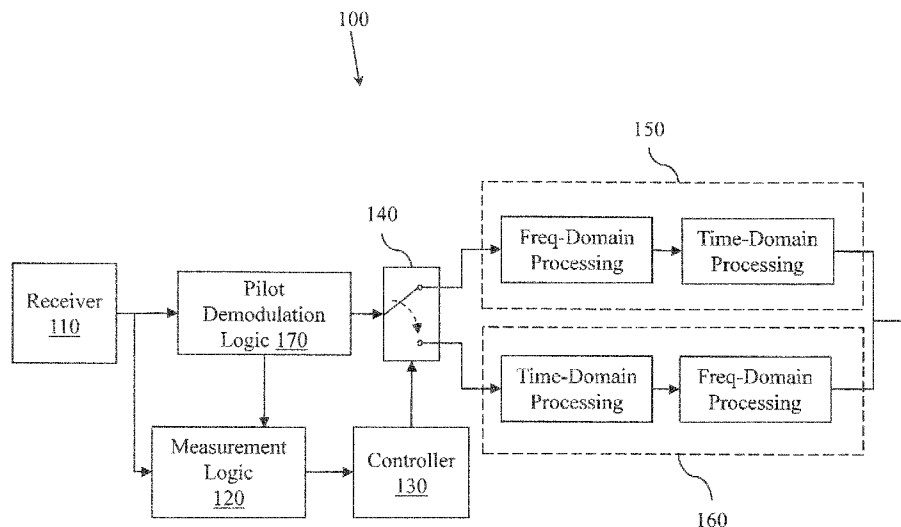 100
150
140
Freq-Domain
Processing
Time-Domain
Processing
Receiver
110
Pilot
Demodulation
Logic 170
Time-Domain
Processing
Freq-Domain
Processing
Measurement
Logic
120
Controller
130
160